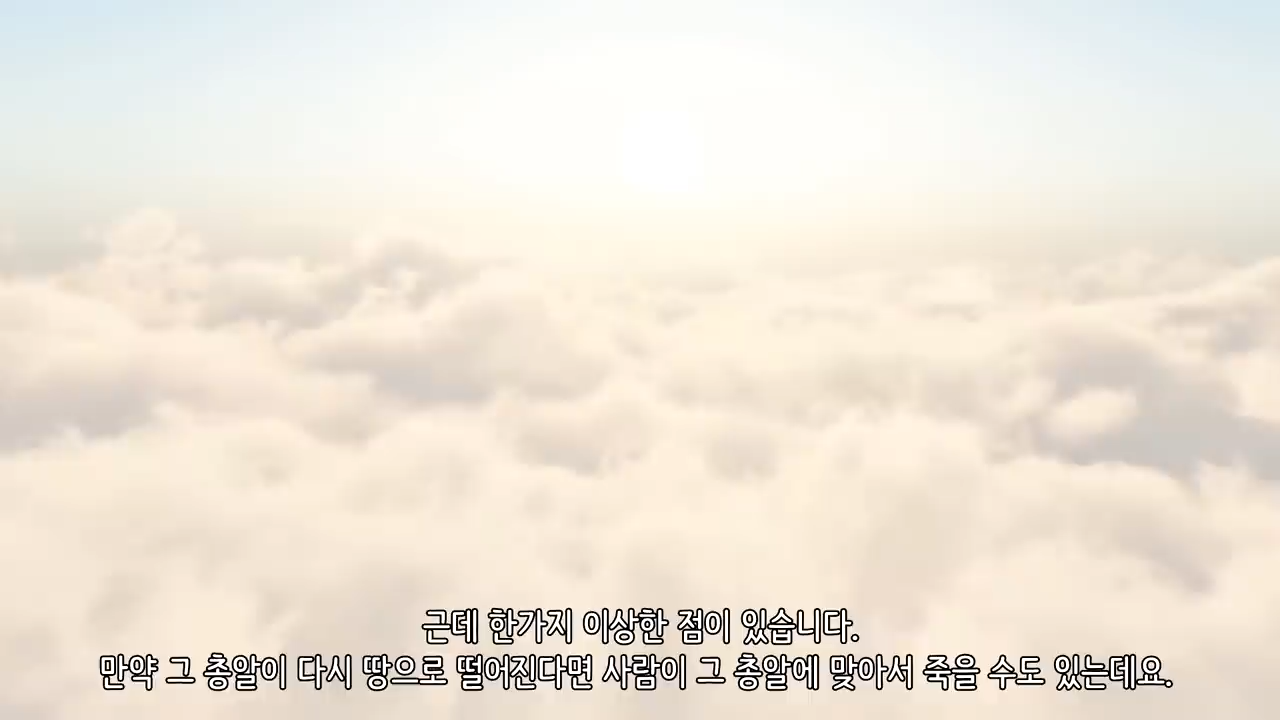 근데 한가지 이상한 점이 있습니다.
만약 그 총알이 다시 땅으로 떨어진다면 사람이 그 총알에 맞아서 죽을 수도 있는데요.